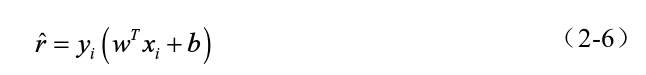 r̂ = yᵢ(wᵀxᵢ + b) （2-6）